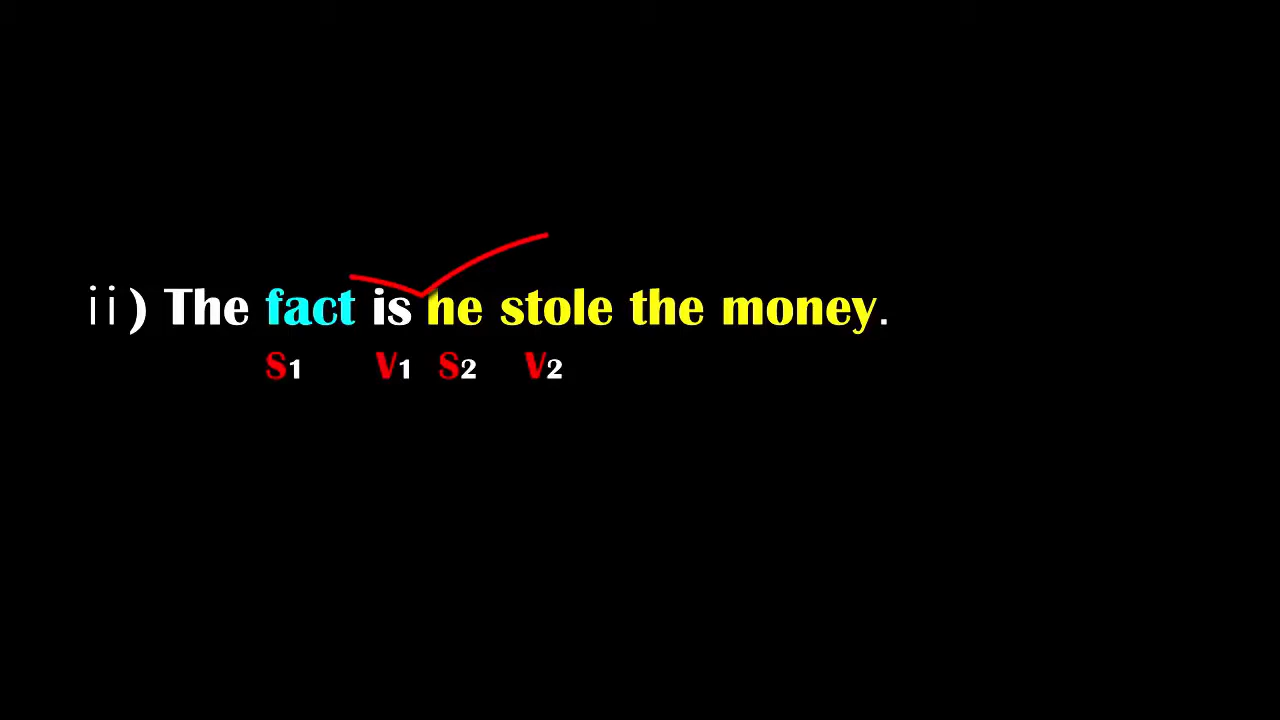 ii) The fact is he stole the money.
S1 V1 S2 V2